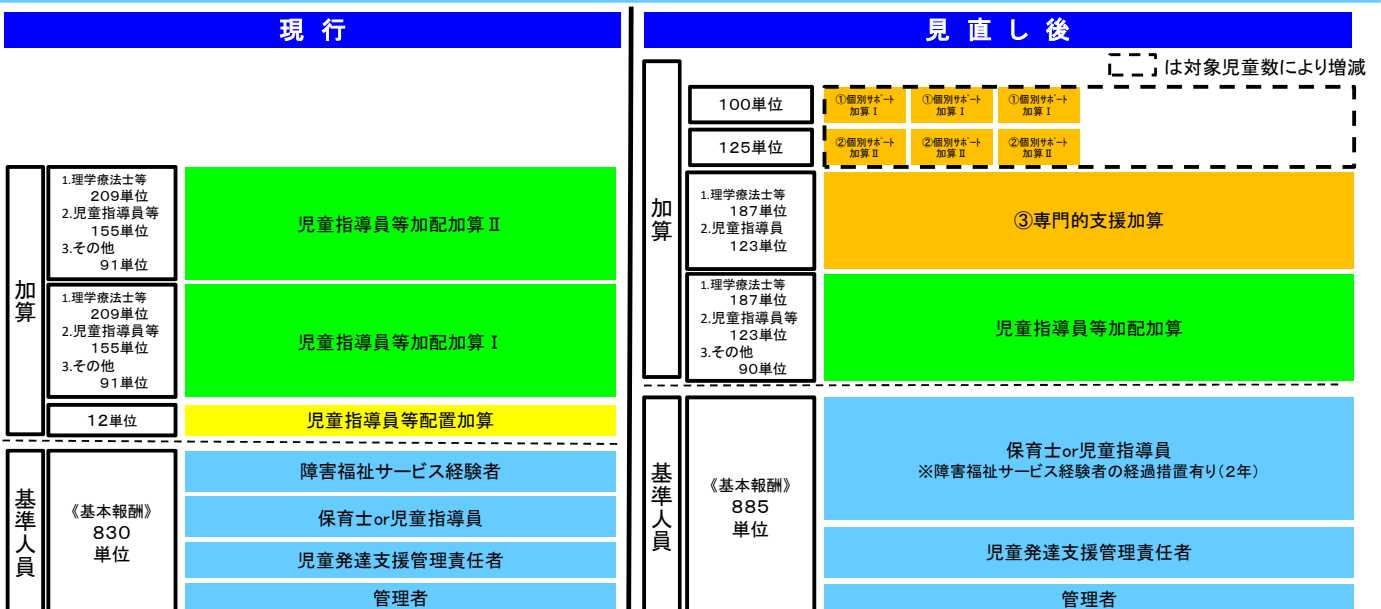 現行
加算
1.理学療法士等
209単位
2.児童指導員等
155単位
3.その他
91単位
児童指導員等加配加算Ⅱ
1.理学療法士等
209単位
2.児童指導員等
155単位
3.その他
91単位
児童指導員等加配加算Ⅰ
12単位
児童指導員等配置加算
基準人員
《基本報酬》
830
単位
障害福祉サービス経験者
保育士or児童指導員
児童発達支援管理責任者
管理者
見直し後
は対象児童数により増減
加算
100単位
①個別サポート
加算Ⅰ
①個別サポート
加算Ⅰ
①個別サポート
加算Ⅰ
125単位
②個別サポート
加算Ⅱ
②個別サポート
加算Ⅱ
②個別サポート
加算Ⅱ
1.理学療法士等
187単位
2.児童指導員
123単位
③専門的支援加算
1.理学療法士等
187単位
2.児童指導員等
123単位
3.その他
90単位
児童指導員等加配加算
基準人員
《基本報酬》
885
単位
保育士or児童指導員
※障害福祉サービス経験者の経過措置有り(2年)
児童発達支援管理責任者
管理者